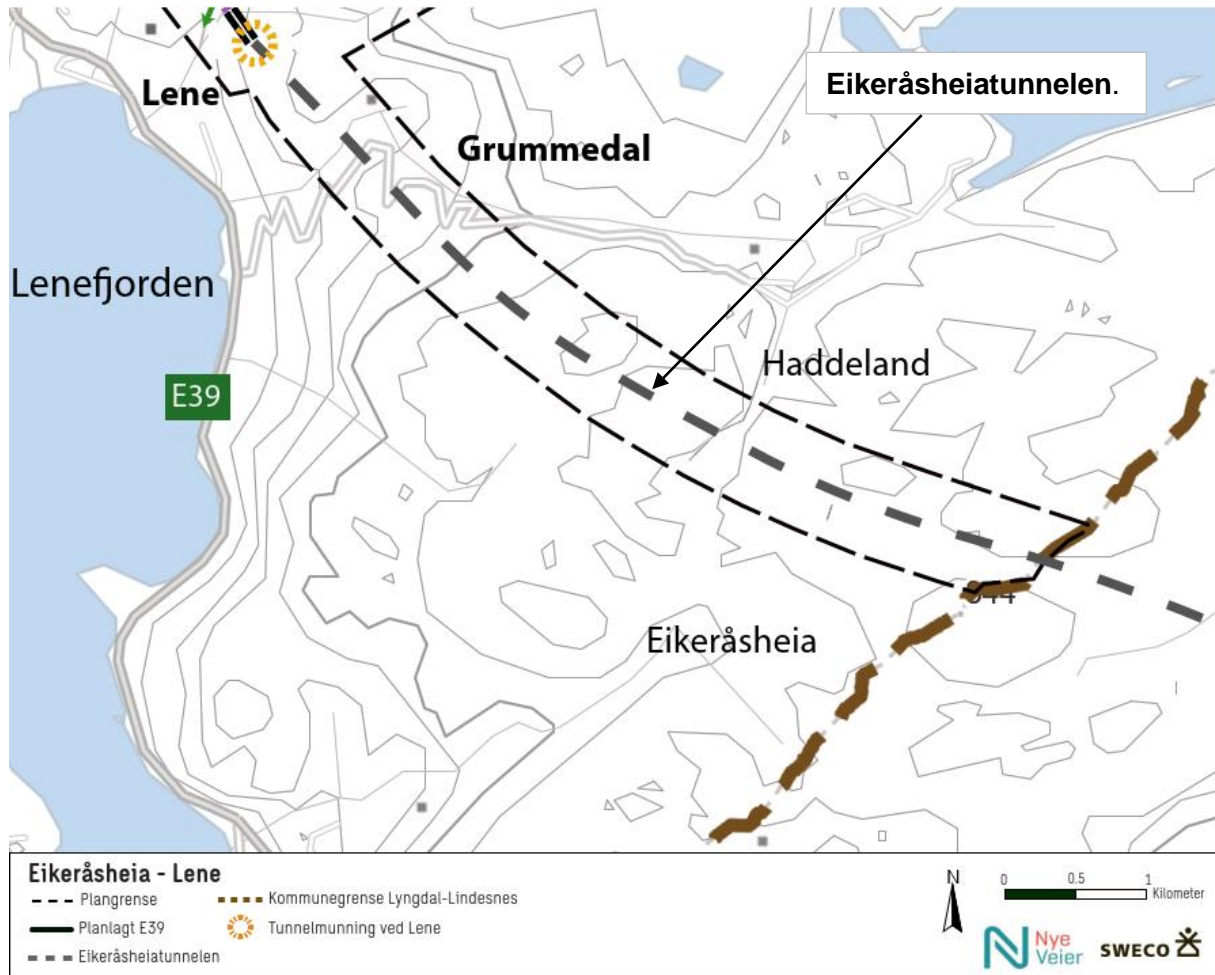 Eikeråsheiatunnelen.
Lene
Grummedal
Lenefjorden
Haddeland
E39
544
Eikeråsheia
Eikeråsheia - Lene
Plangrense
Planlagt E39
Eikeråsheiatunnelen
Kommunegrense Lyngdal-Lindesnes
Tunnelmunning ved Lene
N
0 0.5 1
Kilometer
Nye
Veier
SWECO